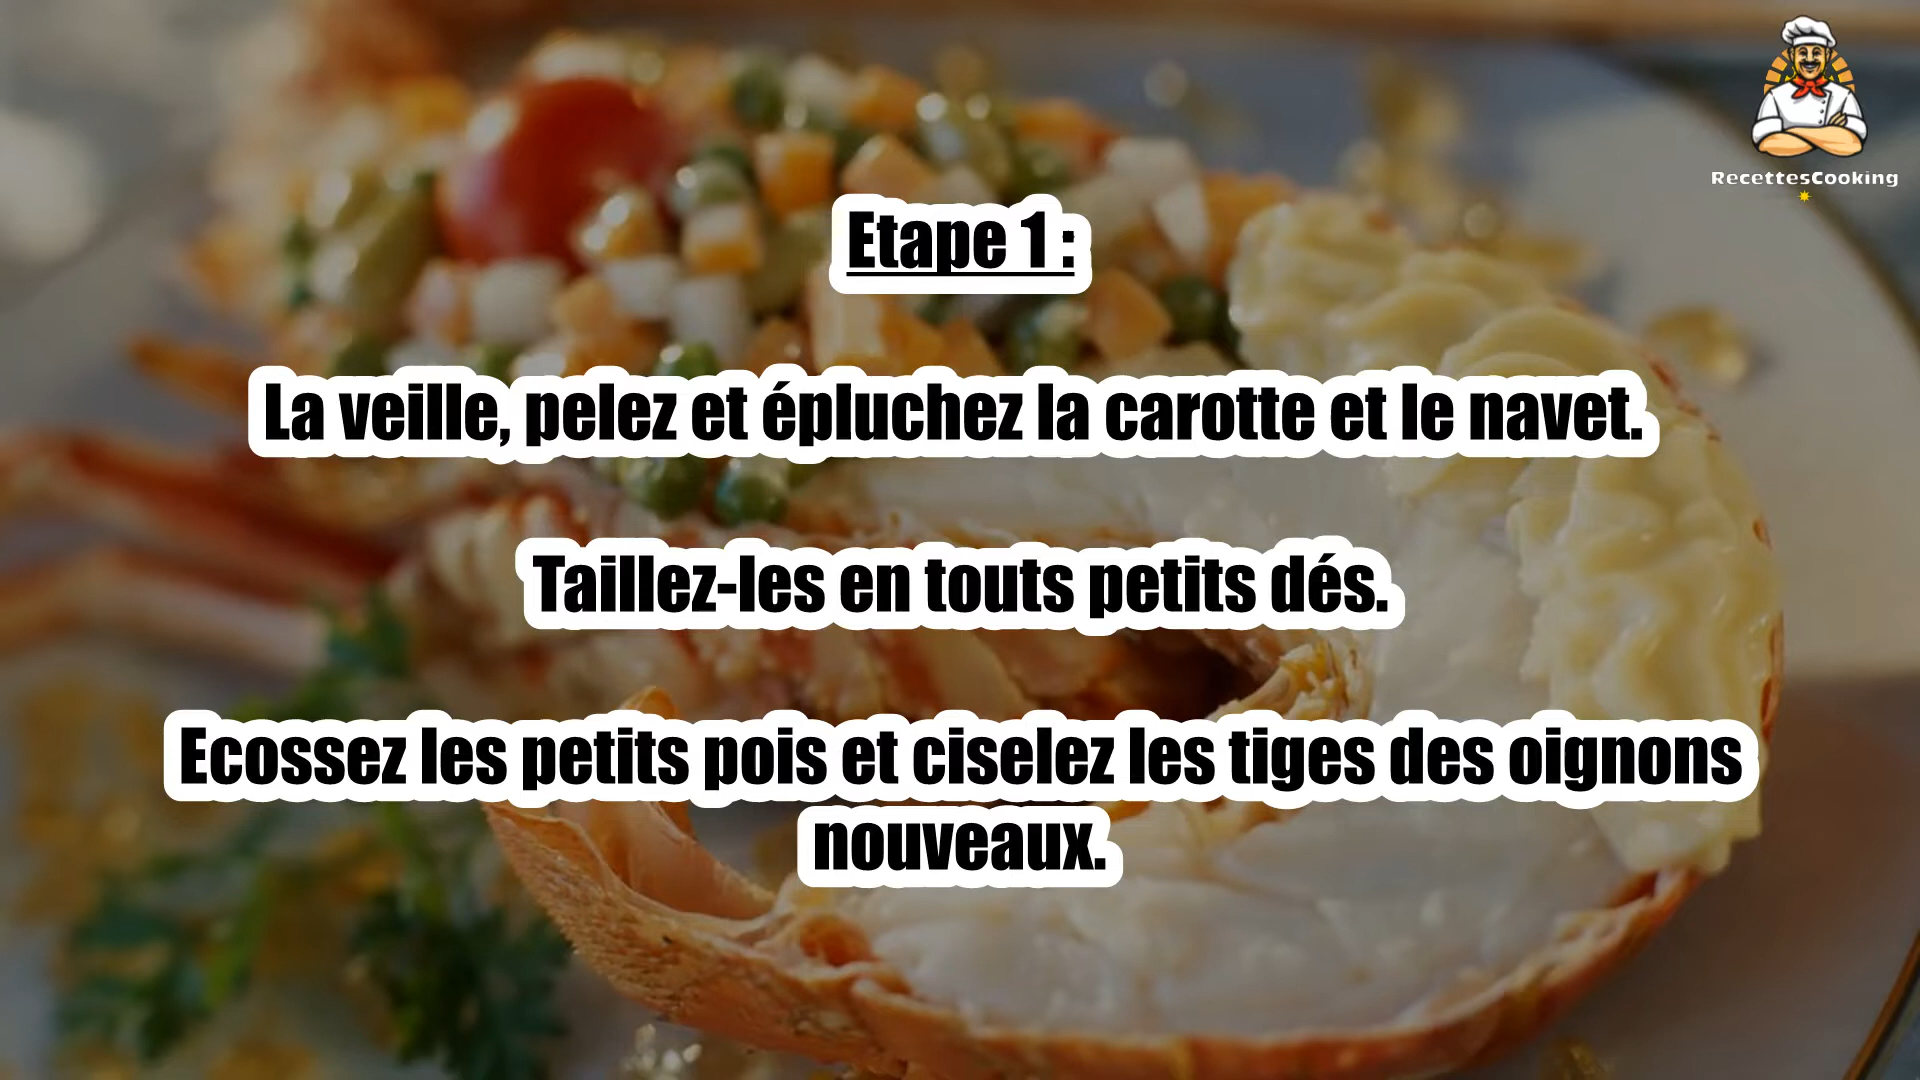 RecettesCooking
Etape 1 :
La veille, pelez et épluchez la carotte et le navet.
Taillez-les en touts petits dés.
Ecossez les petits pois et ciselez les tiges des oignons
nouveaux.